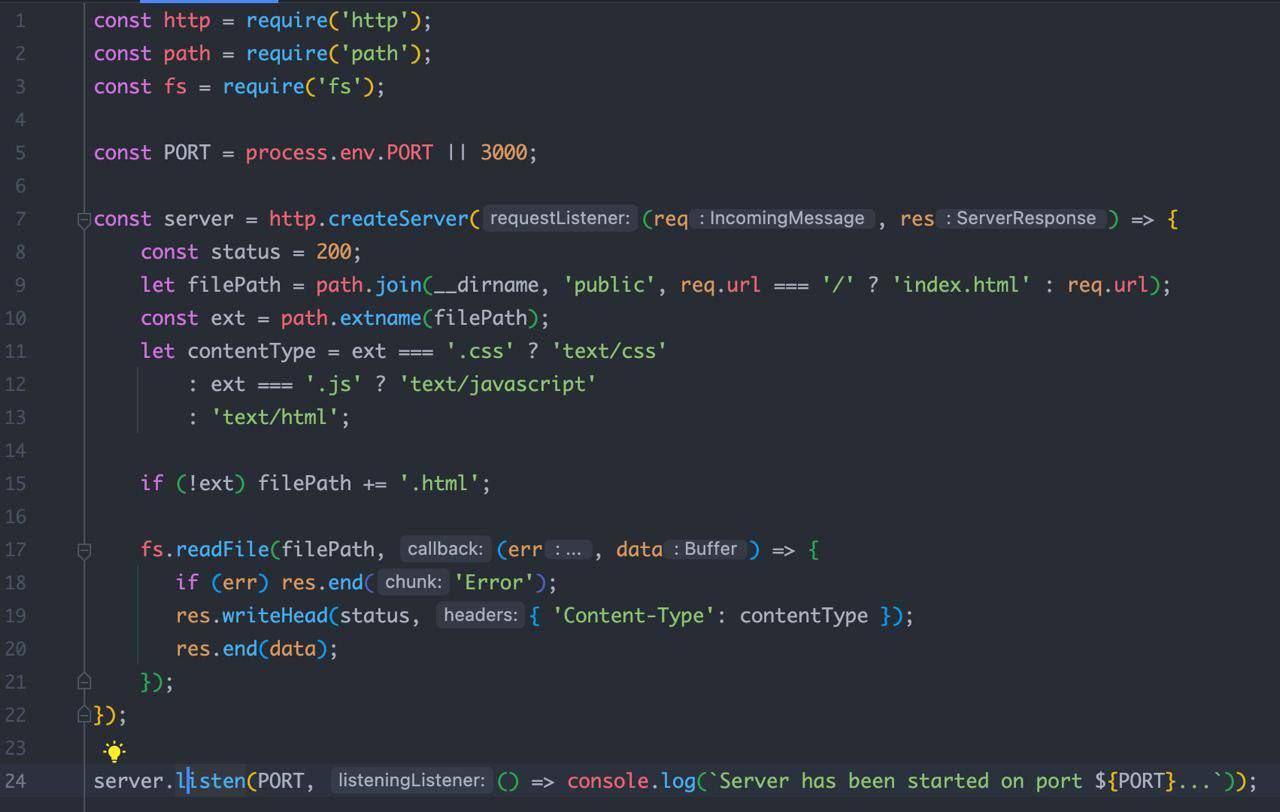 1 const http = require('http');
2 const path = require('path');
3 const fs = require('fs');
4
5 const PORT = process.env.PORT || 3000;
6
7 const server = http.createServer( requestListener: (req : IncomingMessage , res : ServerResponse ) => {
8 const status = 200;
9 let filePath = path.join(__dirname, 'public', req.url === '/' ? 'index.html' : req.url);
10 const ext = path.extname(filePath);
11 let contentType = ext === '.css' ? 'text/css'
12 : ext === '.js' ? 'text/javascript'
13 : 'text/html';
14
15 if (!ext) filePath += '.html';
16
17 fs.readFile(filePath, callback: (err : ... , data : Buffer ) => {
18 if (err) res.end( chunk: 'Error');
19 res.writeHead(status, headers: { 'Content-Type': contentType });
20 res.end(data);
21 });
22 });
23
24 server.listen(PORT, listeningListener: () => console.log(`Server has been started on port ${PORT}...`));